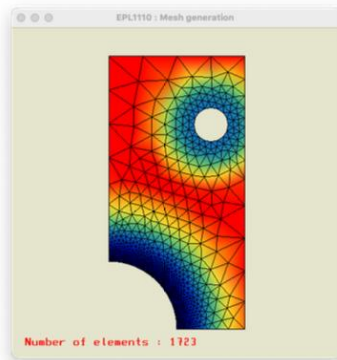 EPL1110 : Mesh generation
Number of elements : 1723